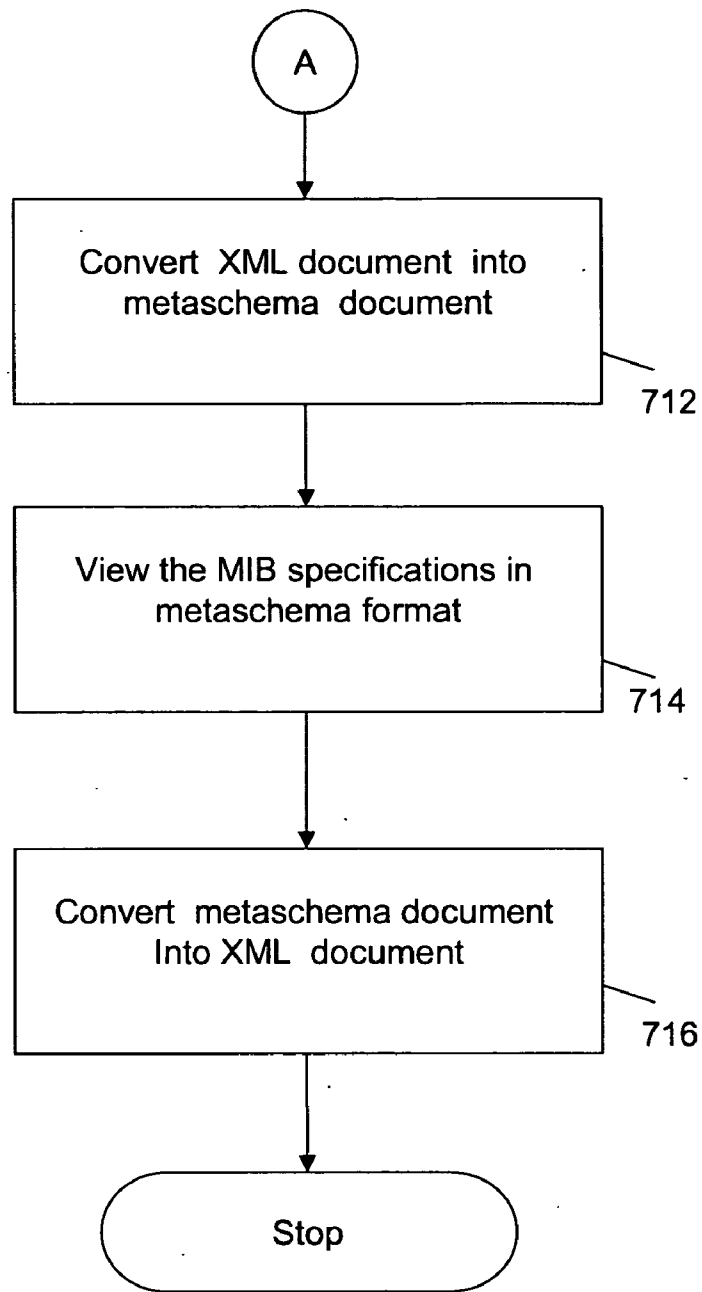 A
Convert XML document into
metaschema document
712
View the MIB specifications in
metaschema format
714
Convert metaschema document
Into XML document
716
Stop